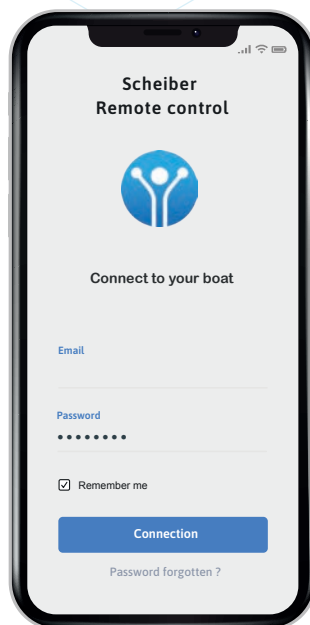 Scheiber
Remote control
Connect to your boat
Email
Password
••••••••
Remember me
Connection
Password forgotten ?